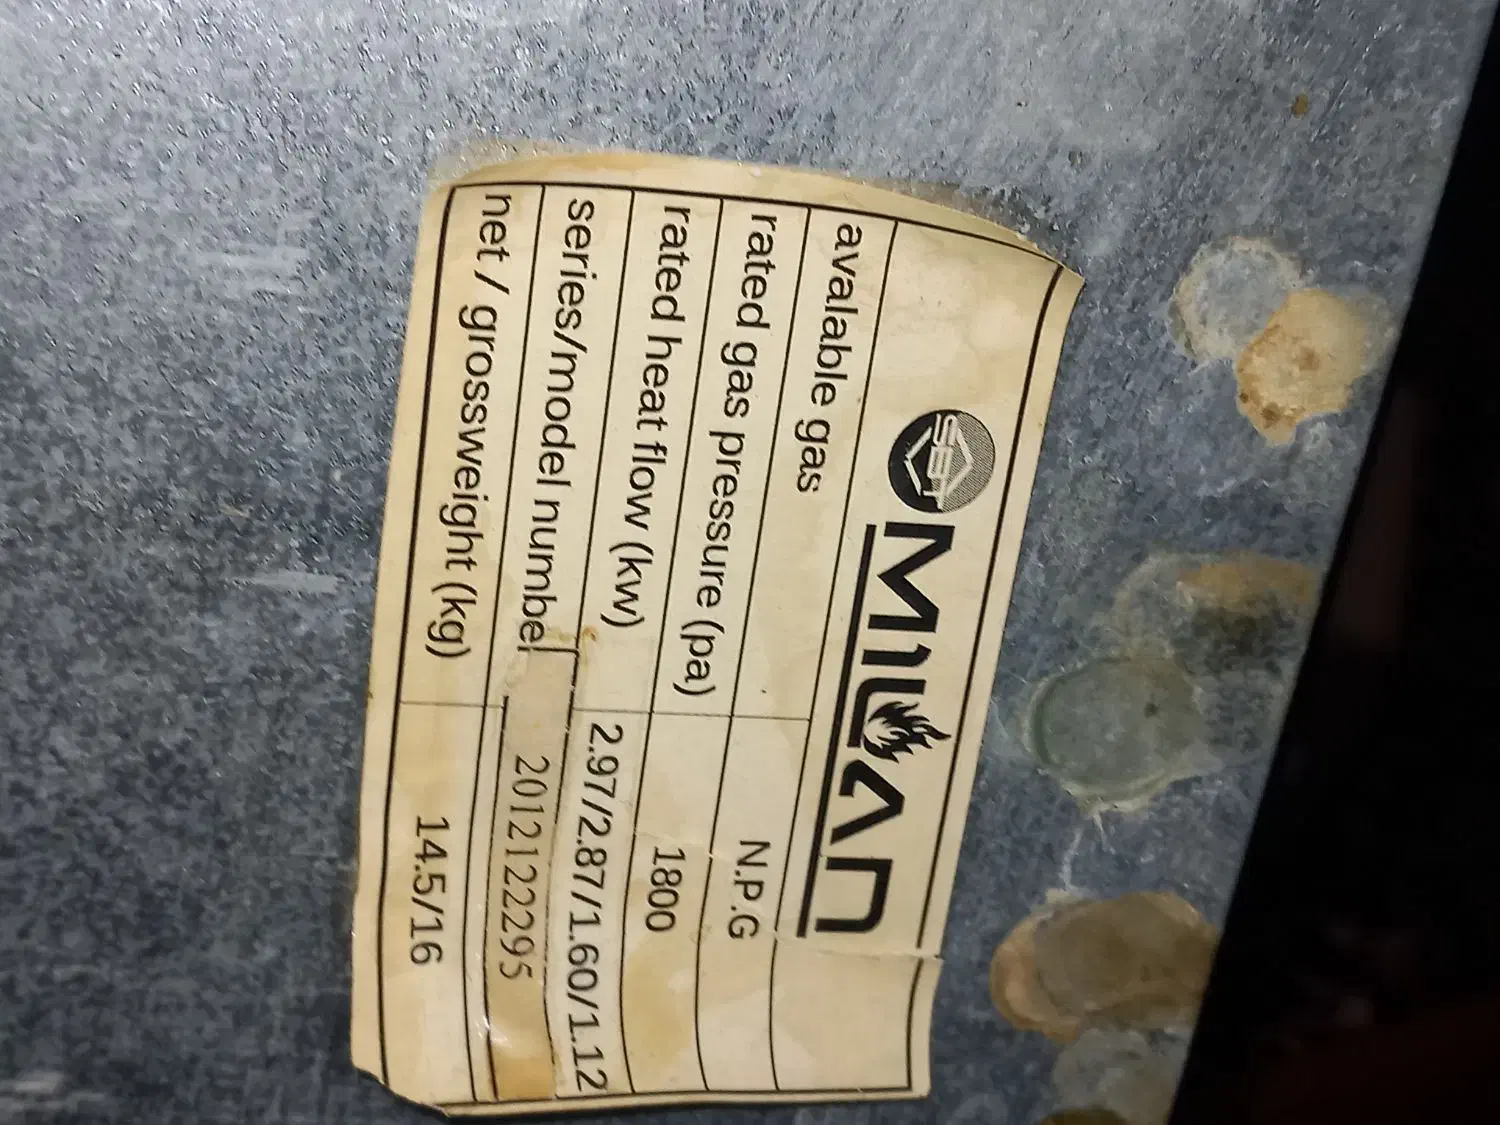 MILAN
avalable gas N.P.G
rated gas pressure (pa) 1800
rated heat flow (kw) 2.97/2.87/1.60/1.12
series/model number 2012122295
net / grossweight (kg) 14.5/16